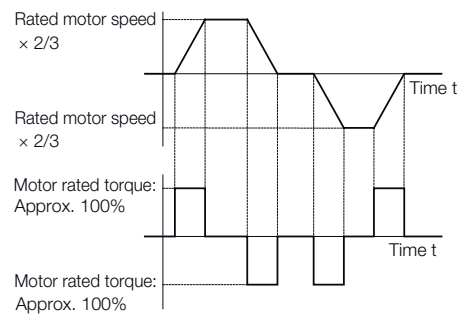 Rated motor speed
× 2/3
Time t
Rated motor speed
× 2/3
Motor rated torque:
Approx. 100%
Time t
Motor rated torque:
Approx. 100%